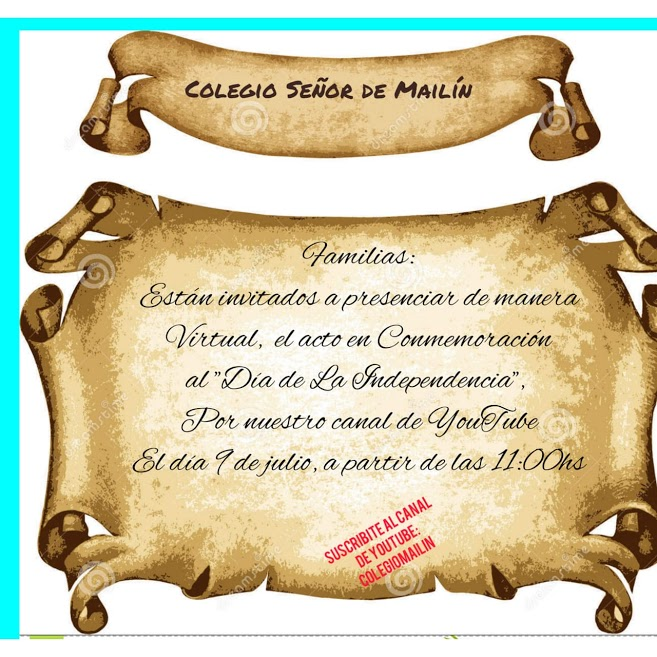 Colegio Señor de Mailín
Familias:
Están invitados a presenciar de manera
Virtual, el acto en Conmemoración
al "Día de La Independencia",
Por nuestro canal de YouTube
El día 9 de julio, a partir de las 11:00hs
SUSCRIBITE AL CANAL
DE YOUTUBE:
COLEGIOMAILIN